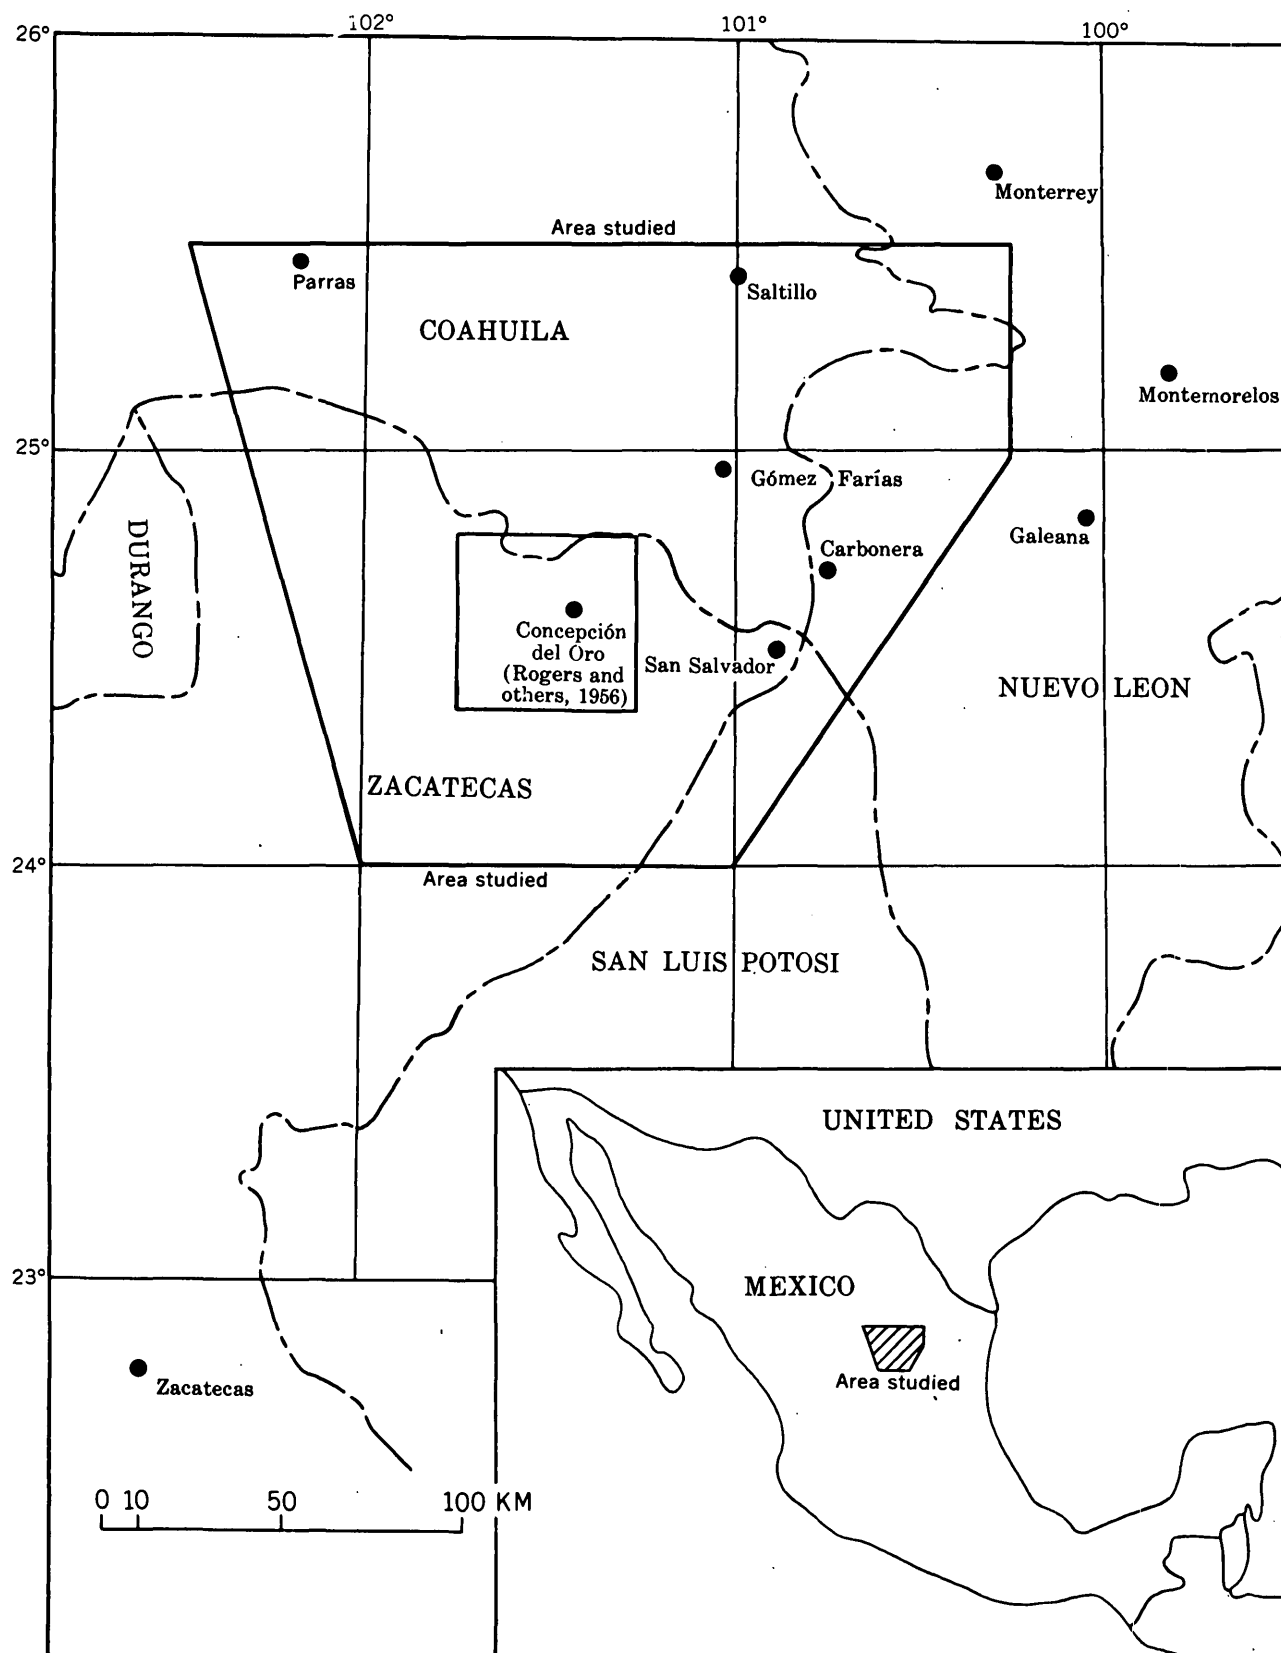 102°
101°
100°
26°
Monterrey
Area studied
Parras
Saltillo
COAHUILA
Montemorelos
25°
Gómez Farías
DURANGO
Galeana
Carbonera
Concepción
del Oro
(Rogers and
others, 1956)
San Salvador
NUEVO LEON
ZACATECAS
24°
Area studied
SAN LUIS POTOSI
UNITED STATES
23°
MEXICO
Area studied
Zacatecas
0 10 50 100 KM